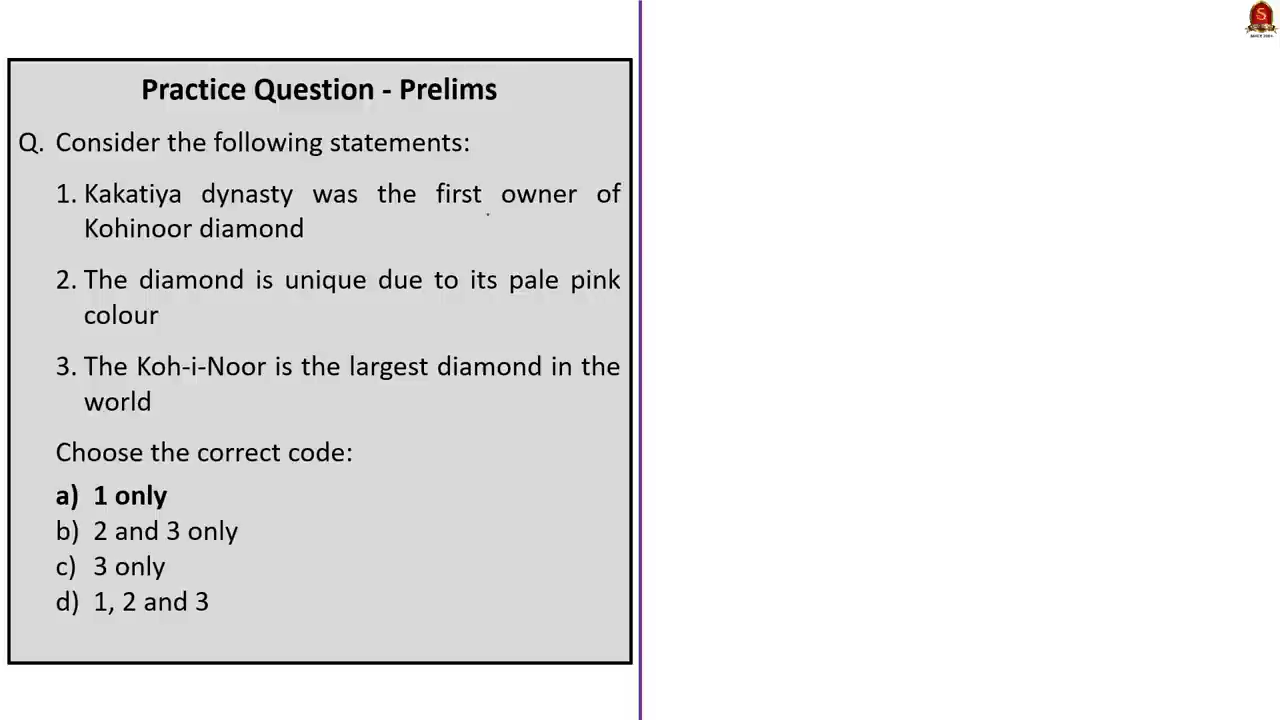 Practice Question - Prelims
Q. Consider the following statements:
1. Kakatiya dynasty was the first owner of
Kohinoor diamond
2. The diamond is unique due to its pale pink
colour
3. The Koh-i-Noor is the largest diamond in the
world
Choose the correct code:
a) 1 only
b) 2 and 3 only
c) 3 only
d) 1, 2 and 3
S